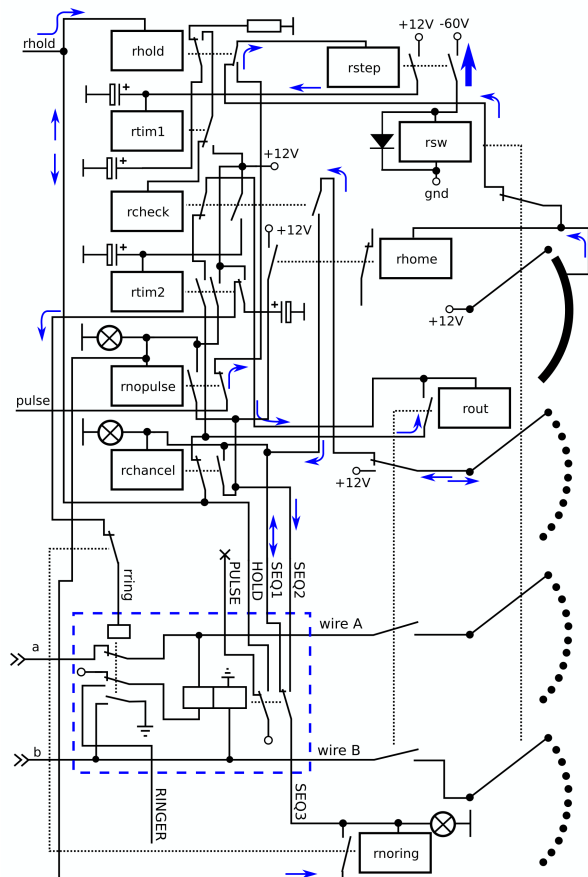 +12V -60V
rhold
rhold
rstep
rtim1
rsw
+12V
gnd
rcheck
+12V
rhome
rtim2
+12V
rnopulse
pulse
rout
rchancel
+12V
rring
PULSE
HOLD
SEQ1
SEQ2
wire A
a
b
wire B
RINGER
SEQ3
rnoring
+
+
+
+